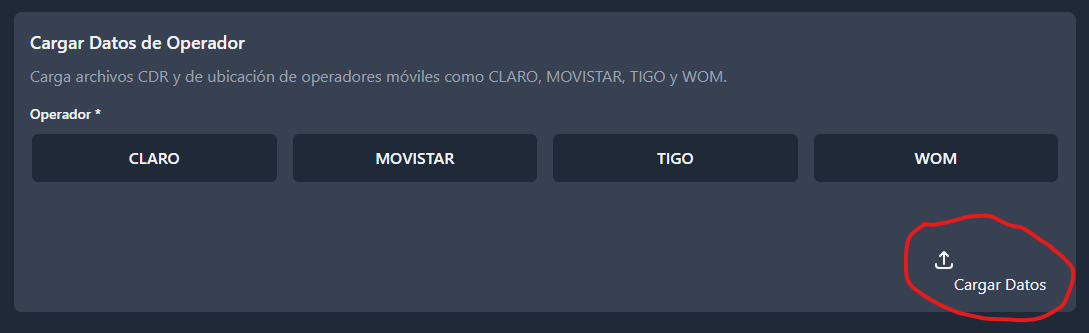 Cargar Datos de Operador
Carga archivos CDR y de ubicación de operadores móviles como CLARO, MOVISTAR, TIGO y WOM.
Operador *
CLARO MOVISTAR TIGO WOM
Cargar Datos